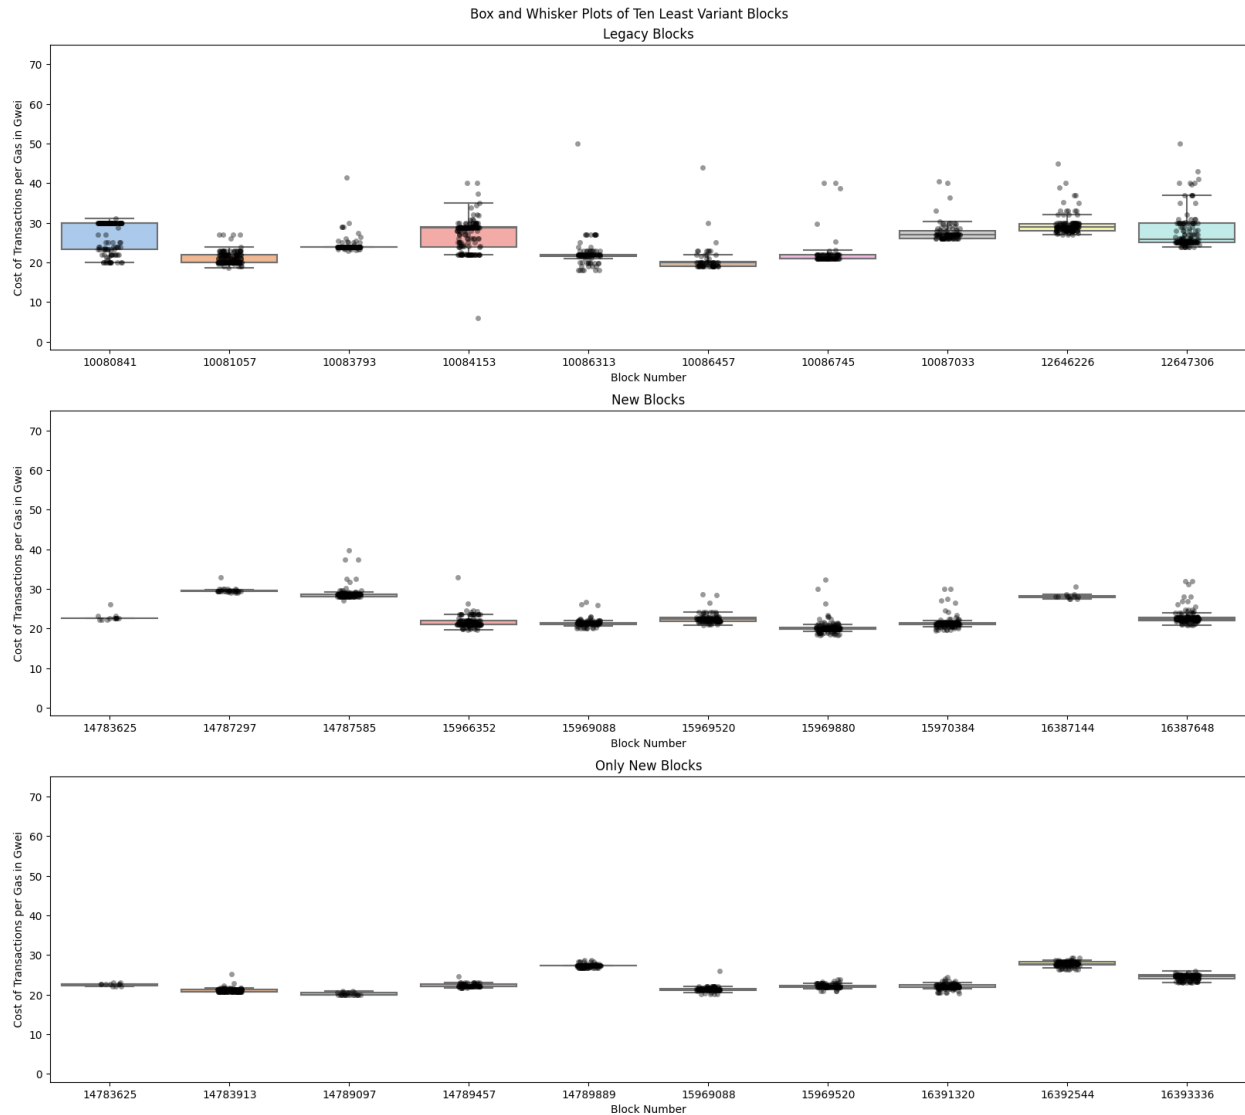 Box and Whisker Plots of Ten Least Variant Blocks
Legacy Blocks
Cost of Transactions per Gas in Gwei
70
60
50
40
30
20
10
0
10080841 10081057 10083793 10084153 10086313 10086457 10086745 10087033 12646226 12647306
Block Number
New Blocks
Cost of Transactions per Gas in Gwei
70
60
50
40
30
20
10
0
14783625 14787297 14787585 15966352 15969088 15969520 15969880 15970384 16387144 16387648
Block Number
Only New Blocks
Cost of Transactions per Gas in Gwei
70
60
50
40
30
20
10
0
14783625 14783913 14789097 14789457 14789889 15969088 15969520 16391320 16392544 16393336
Block Number